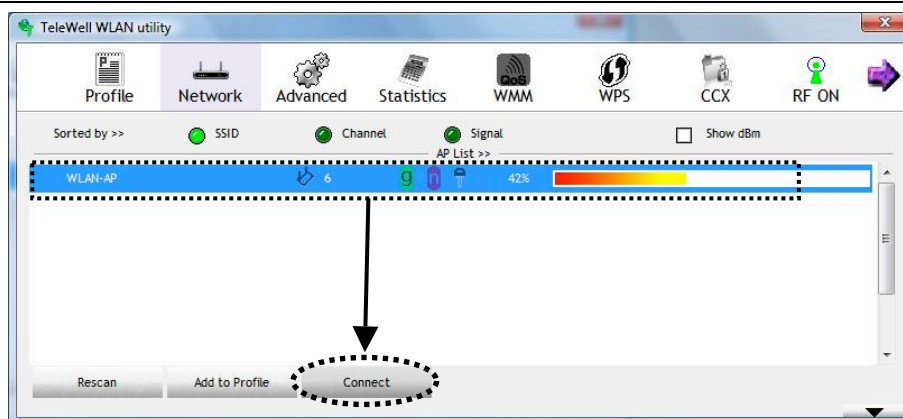 TeleWell WLAN utility
Profile Network Advanced Statistics WMM WPS CCX RF ON
QoS
Sorted by >> SSID Channel Signal Show dBm
AP List >>
WLAN-AP 6 g n 42%
Rescan Add to Profile Connect